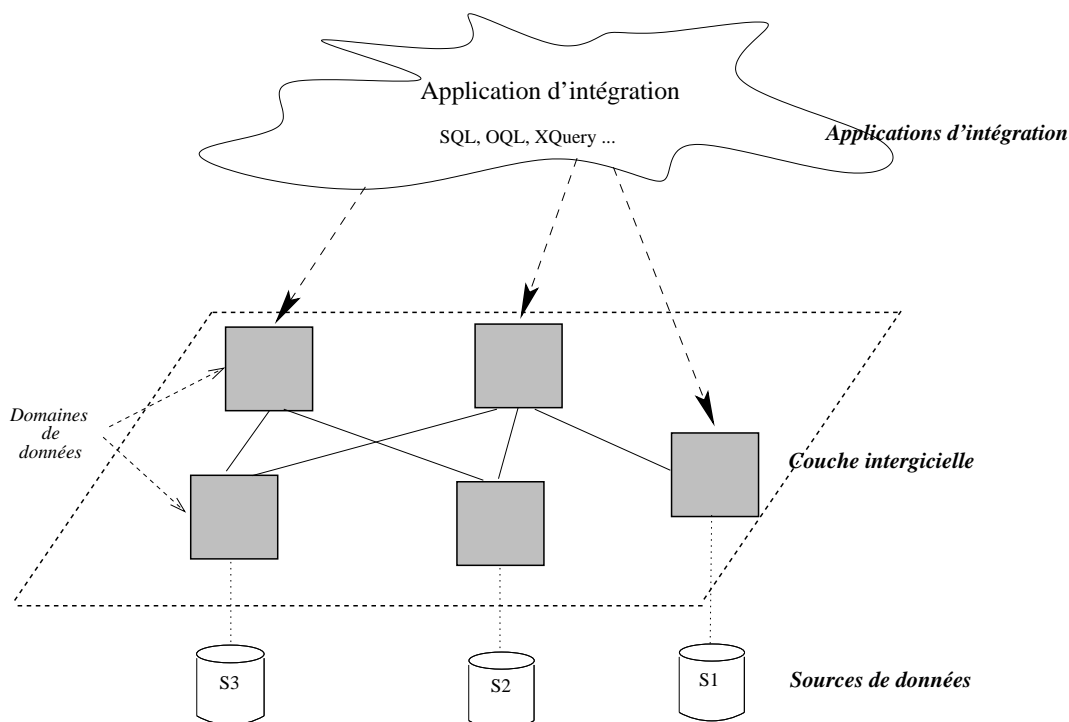 Application d'intégration
SQL, OQL, XQuery ...
Applications d'intégration
Domaines
de
données
Couche intergicielle
S3
S2
S1
Sources de données